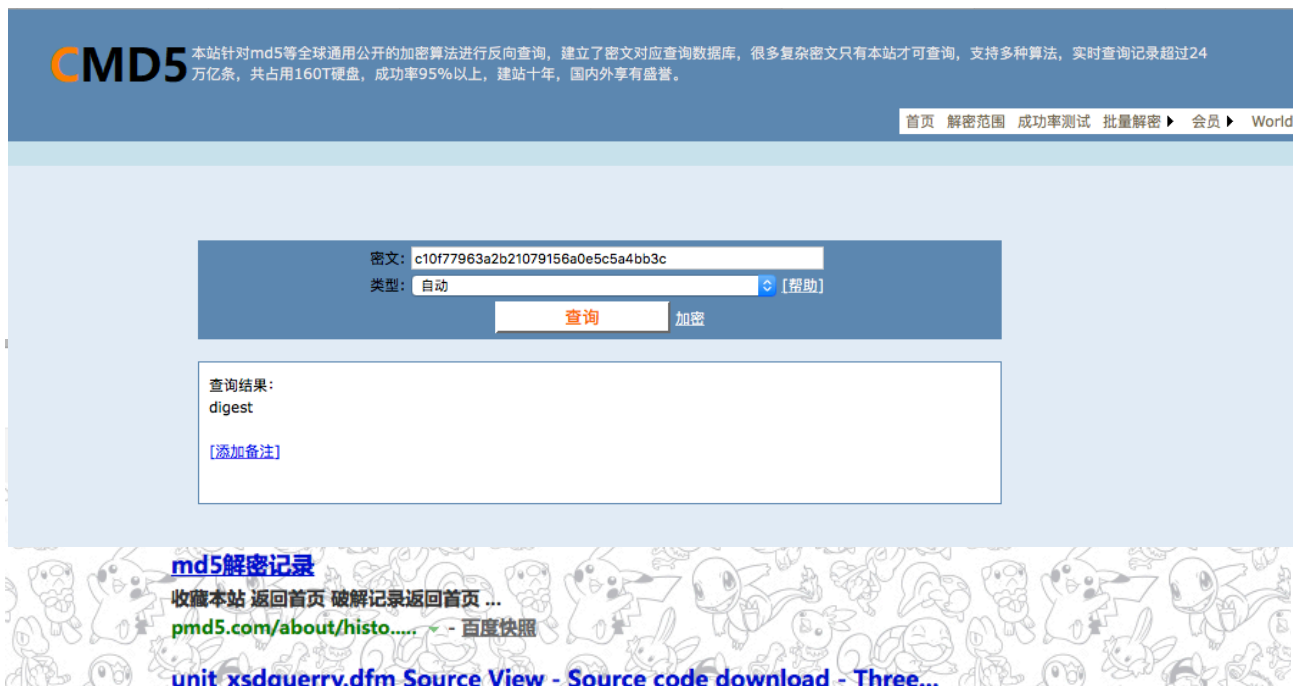 CMD5
本站针对md5等全球通用公开的加密算法进行反向查询，建立了密文对应查询数据库，很多复杂密文只有本站才可查询，支持多种算法，实时查询记录超过24
万亿条，共占用160T硬盘，成功率95%以上，建站十年，国内外享有盛誉。
首页 解密范围 成功率测试 批量解密 会员 World
密文： c10f77963a2b21079156a0e5c5a4bb3c
类型： 自动 [帮助]
查询 加密
查询结果：
digest
[添加备注]
md5解密记录
收藏本站 返回首页 破解记录返回首页 ...
pmd5.com/about/histo..... - 百度快照
unit xsdquerry.dfm Source View - Source code download - Three...